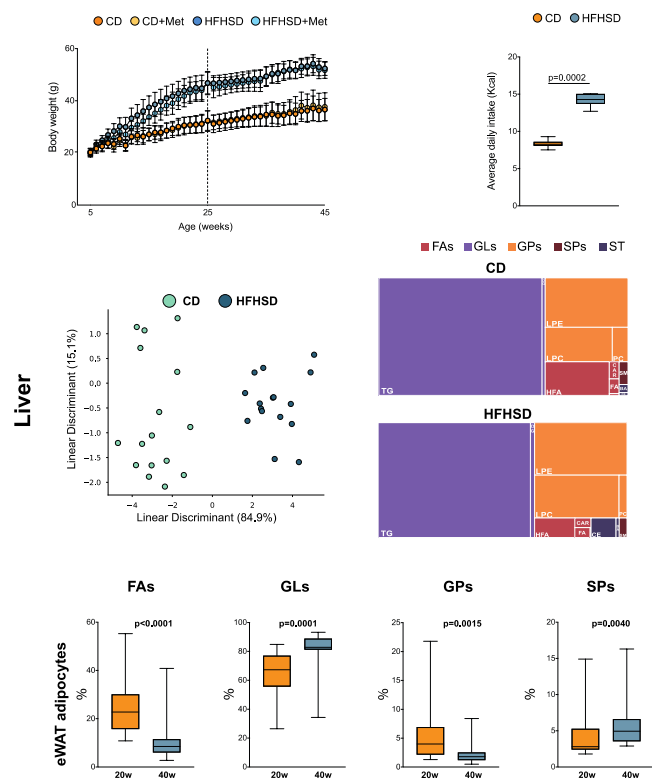 CD CD+Met HFHSD HFHSD+Met
Body weight (g)
60
40
20
0
5 25 45
Age (weeks)
CD HFHSD
p=0.0002
Average daily intake (Kcal)
20
15
10
5
0
Liver
CD HFHSD
Linear Discriminant (15,1%)
1.0
0.5
0.0
−0.5
−1.0
−1.5
−2.0
−4 −2 0 2 4
Linear Discriminant (84.9%)
FAs GLs GPs SPs ST
CD
TG
LPE
LPC
PC
HFA
CAR
FA
SM
HFHSD
TG
LPE
LPC
PC
HFA
CAR
FA
CE
SM
eWAT adipocytes
FAs
p<0.0001
%
60
40
20
0
20w 40w
GLs
p=0.0001
%
100
80
60
40
20
0
20w 40w
GPs
p=0.0015
%
25
20
15
10
5
0
20w 40w
SPs
p=0.0040
%
20
15
10
5
0
20w 40w